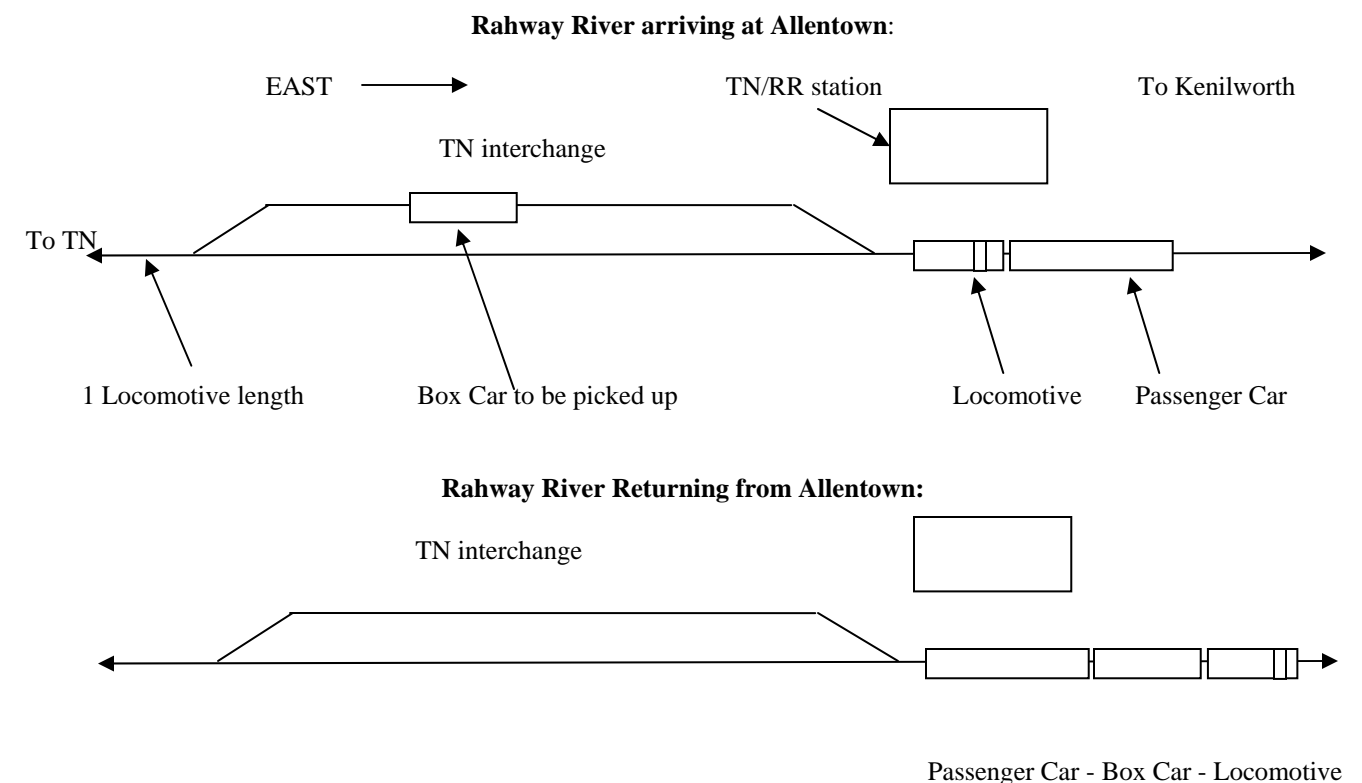 Rahway River arriving at Allentown:
EAST TN/RR station To Kenilworth
TN interchange
To TN
1 Locomotive length Box Car to be picked up Locomotive Passenger Car
Rahway River Returning from Allentown:
TN interchange
Passenger Car - Box Car - Locomotive